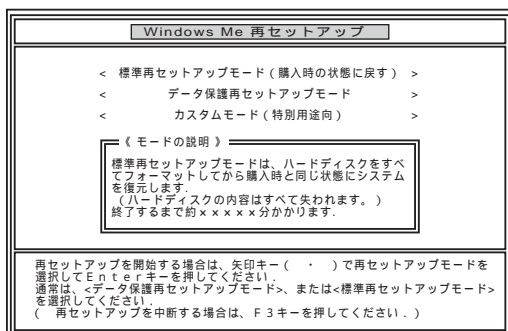 Windows Me 再セットアップ
< 標準再セットアップモード(購入時の状態に戻す) >
< データ保護再セットアップモード >
< カスタムモード(特別用途向) >
《 モードの説明 》
標準再セットアップモードは、ハードディスクをすべ
てフォーマットしてから購入時と同じ状態にシステム
を復元します.
(ハードディスクの内容はすべて失われます。)
終了するまで約×××××分かかります.
再セットアップを開始する場合は、矢印キー( ・ )で再セットアップモードを
選択してEnterキーを押してください.
通常は、<データ保護再セットアップモード>、または<標準再セットアップモード>
を選択してください.
( 再セットアップを中断する場合は、F3キーを押してください.)